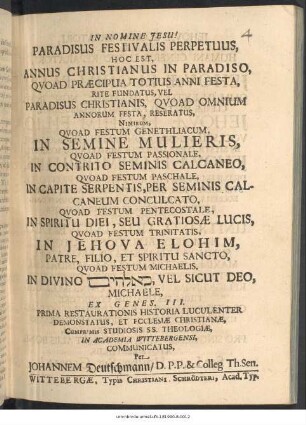 4
IN NOMINE JESU!
PARADISUS FESTIVALIS PERPETUUS,
HOC EST,
ANNUS CHRISTIANUS IN PARADISO,
QVOAD PRÆCIPUA TOTIUS ANNI FESTA,
RITE FUNDATUS, VEL
PARADISUS CHRISTIANIS, QVOAD OMNIUM
ANNORUM FESTA, RESERATUS,
NIMIRUM,
QVOAD FESTUM GENETHLIACUM,
IN SEMINE MULIERIS,
QVOAD FESTUM PASSIONALE,
IN CONTRITO SEMINIS CALCANEO,
QVOAD FESTUM PASCHALE,
IN CAPITE SERPENTIS, PER SEMINIS CAL-
CANEUM CONCULCATO,
QVOAD FESTUM PENTECOSTALE,
IN SPIRITU DIEI, SEU GRATIOSÆ LUCIS,
QVOAD FESTUM TRINITATIS,
IN JEHOVA ELOHIM,
PATRE, FILIO, ET SPIRITU SANCTO,
QVOAD FESTUM MICHAELIS,
IN DIVINO כאלהים, VEL SICUT DEO,
MICHAELE,
EX GENES. III.
PRIMA RESTAURATIONIS HISTORIA LUCULENTER
DEMONSTATUS, ET ECCLESIÆ CHRISTIANÆ,
STUDIOSIS SS. THEOLOGIÆ,
IN ACADEMIA WITTEBERGENSI,
COMMUNICATUS,
Per
JOHANNEM Deutschmann/ D. P.P. & Colleg Th. Sen.
WITTEBERGÆ, Typis CHRISTIANI SCHRÖDTERI, Acad. Typ.